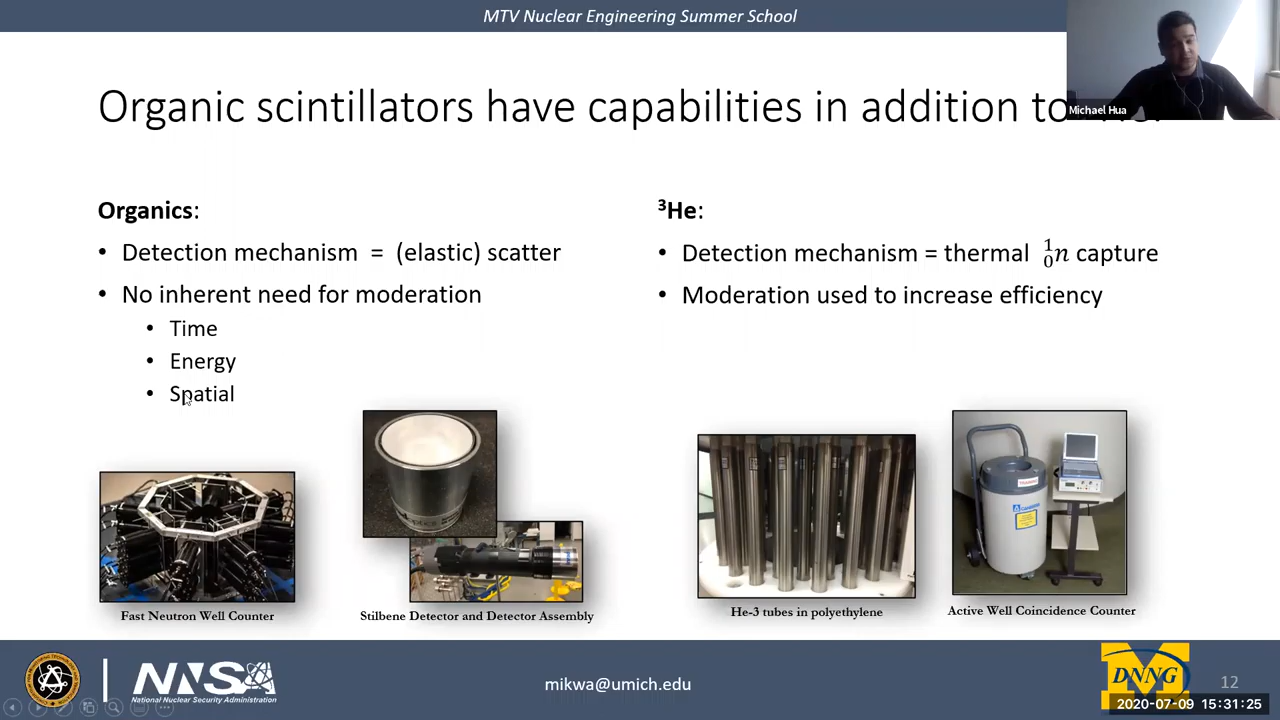 MTV Nuclear Engineering Summer School
Organic scintillators have capabilities in addition to
Michael Hua
Organics:
• Detection mechanism = (elastic) scatter
• No inherent need for moderation
• Time
• Energy
• Spatial
³He:
• Detection mechanism = thermal ¹₀n capture
• Moderation used to increase efficiency
Fast Neutron Well Counter
Stilbene Detector and Detector Assembly
He-3 tubes in polyethylene
Active Well Coincidence Counter
NNSA
National Nuclear Security Administration
mikwa@umich.edu
DNNG
12
2020-07-09 15:31:25